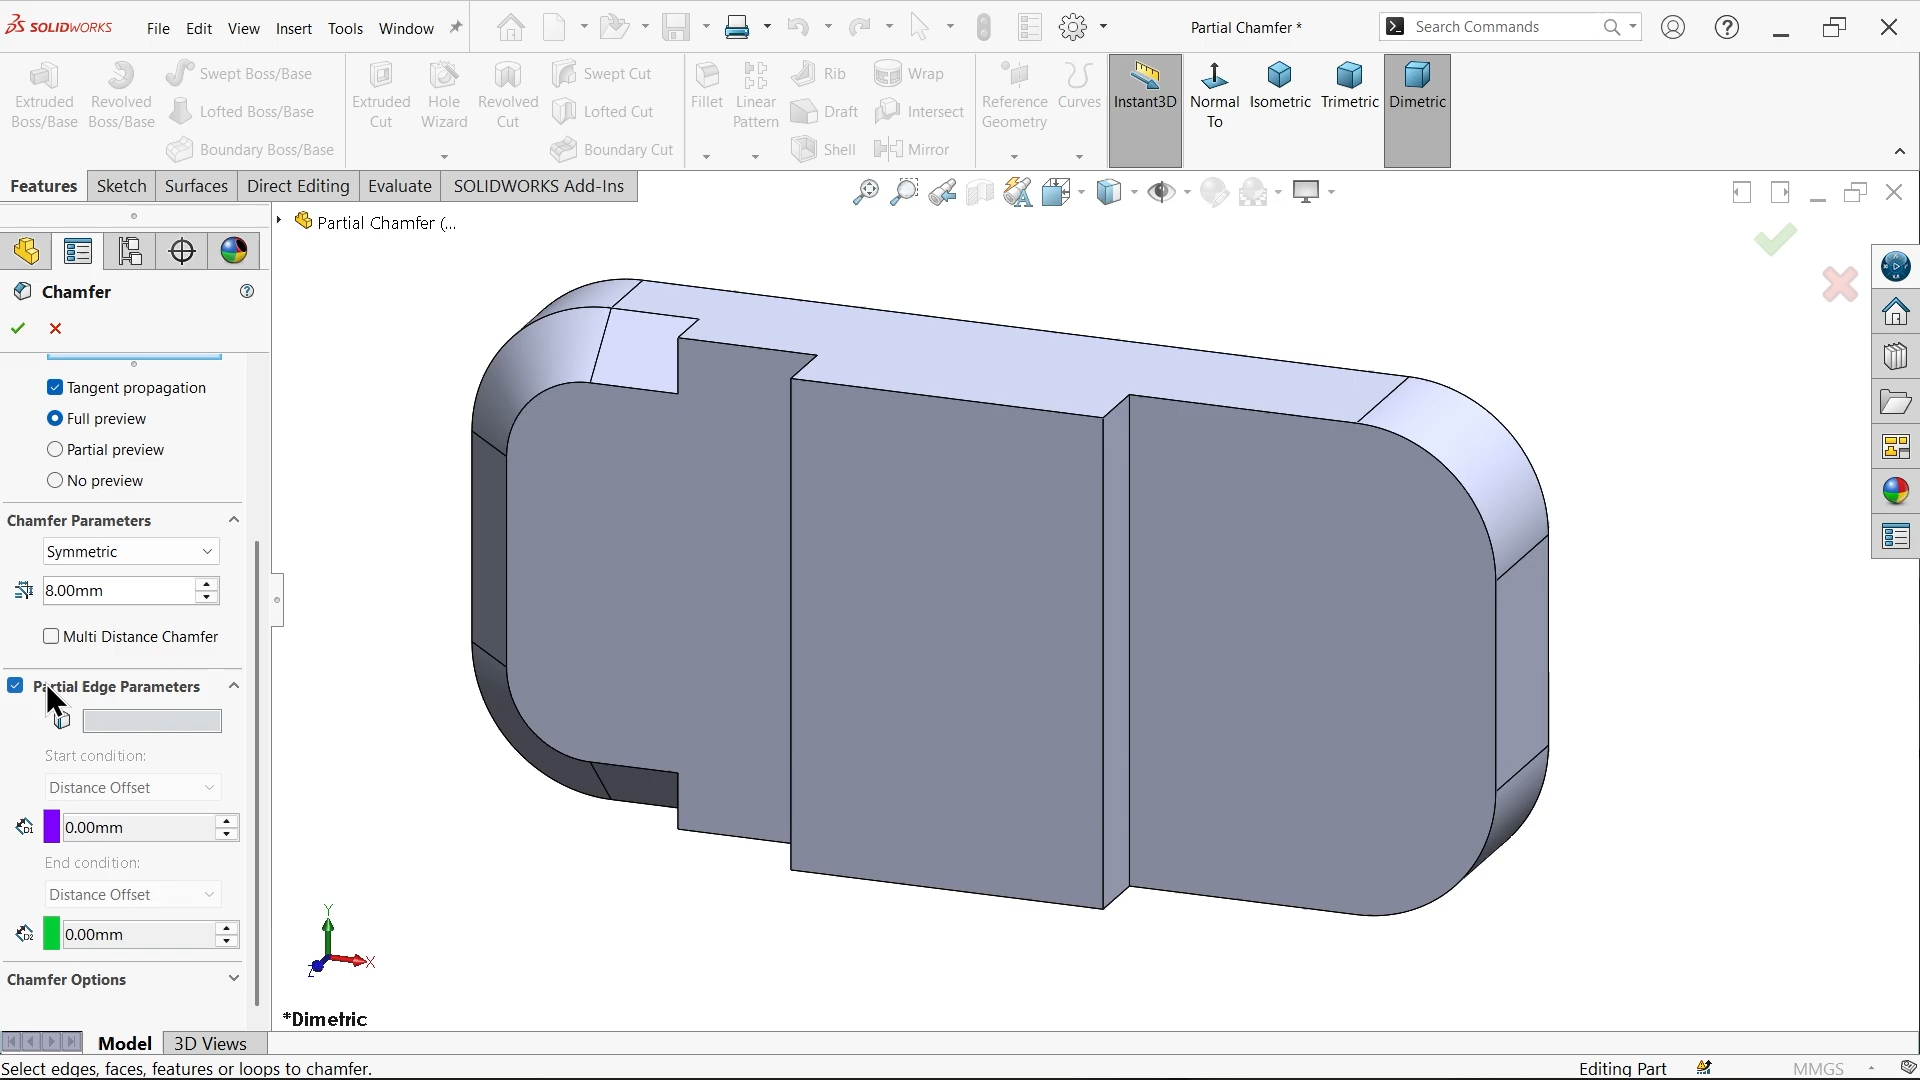 SOLIDWORKS File Edit View Insert Tools Window Partial Chamfer * Search Commands
Extruded Boss/Base
Revolved Boss/Base
Swept Boss/Base
Lofted Boss/Base
Boundary Boss/Base
Extruded Cut
Hole Wizard
Revolved Cut
Swept Cut
Lofted Cut
Boundary Cut
Fillet
Linear Pattern
Rib
Draft
Shell
Wrap
Intersect
Mirror
Reference Geometry
Curves
Instant3D
Normal To
Isometric
Trimetric
Dimetric
Features Sketch Surfaces Direct Editing Evaluate SOLIDWORKS Add-Ins
Partial Chamfer (...
Chamfer
Tangent propagation
Full preview
Partial preview
No preview
Chamfer Parameters
Symmetric
8.00mm
Multi Distance Chamfer
Partial Edge Parameters
Start condition:
Distance Offset
D1 0.00mm
End condition:
Distance Offset
D2 0.00mm
Chamfer Options
Y
X
Z
*Dimetric
Model 3D Views
Select edges, faces, features or loops to chamfer. Editing Part MMGS